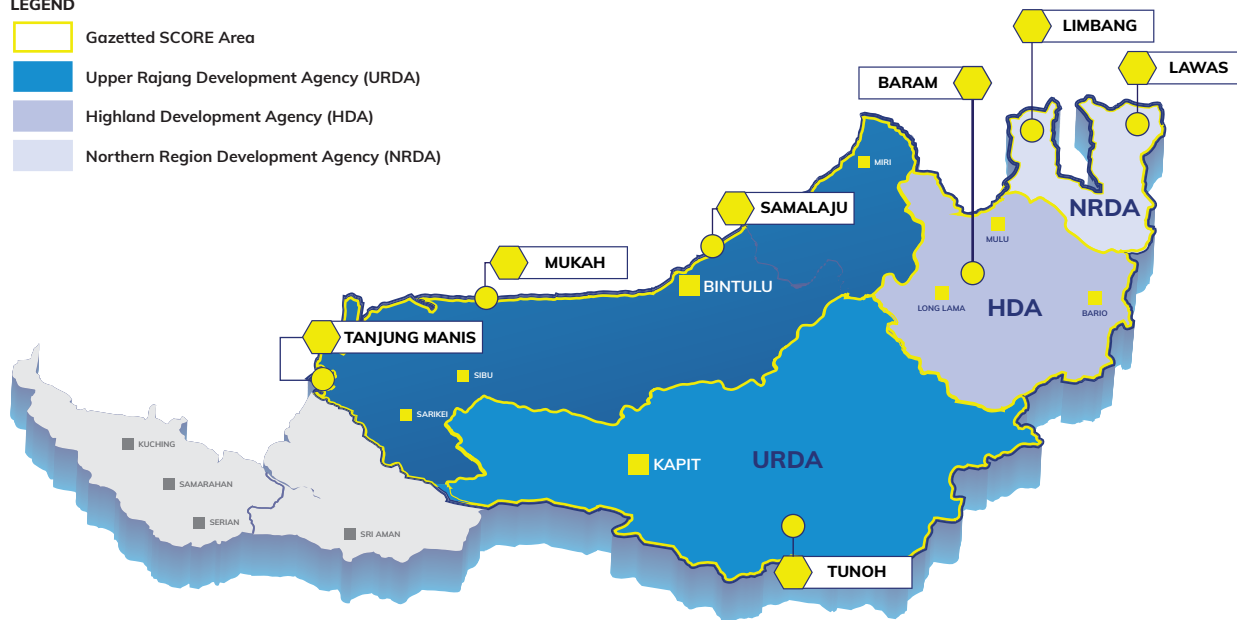 LEGEND
Gazetted SCORE Area
Upper Rajang Development Agency (URDA)
Highland Development Agency (HDA)
Northern Region Development Agency (NRDA)
LIMBANG
LAWAS
BARAM
MIRI
SAMALAJU
NRDA
MULU
MUKAH
BINTULU
HDA
LONG LAMA
BARIO
TANJUNG MANIS
SIBU
SARIKEI
KUCHING
KAPIT
URDA
SAMARAHAN
SERIAN
SRI AMAN
TUNOH